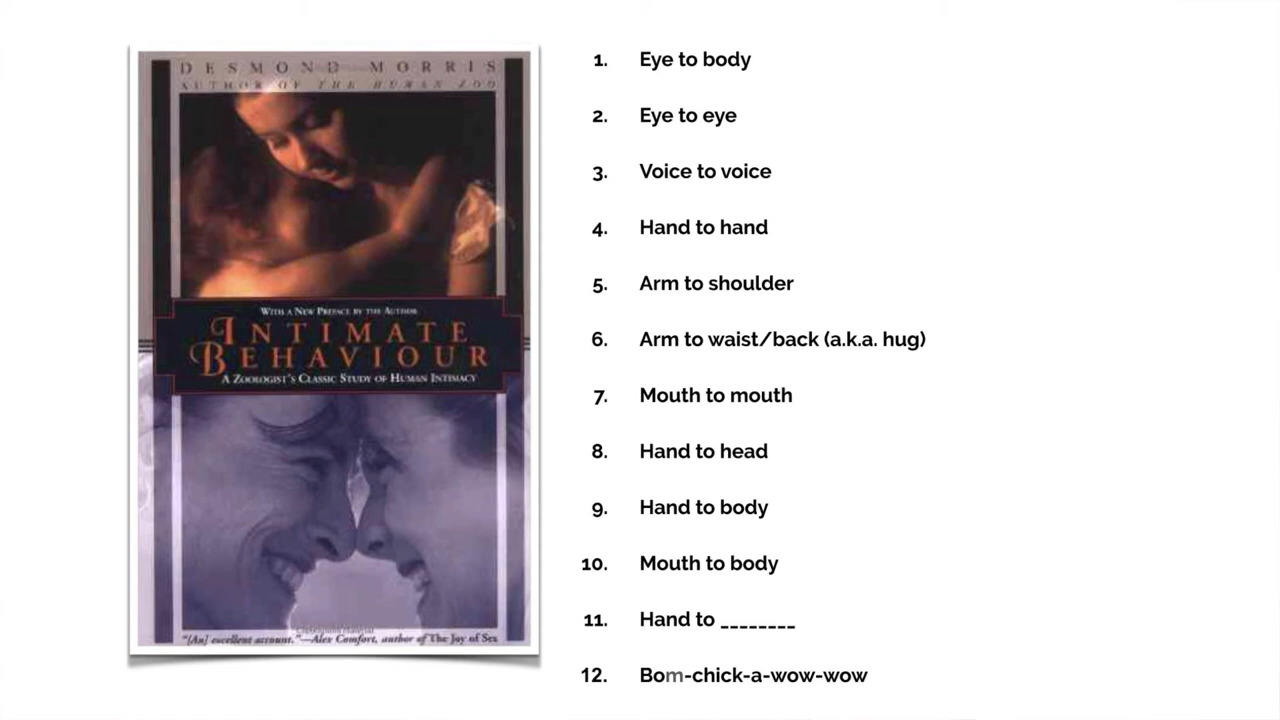 DESMOND MORRIS
AUTHOR OF THE HUMAN ZOO
WITH A NEW PREFACE BY THE AUTHOR
INTIMATE
BEHAVIOUR
A ZOOLOGIST'S CLASSIC STUDY OF HUMAN INTIMACY
"[An] excellent account."—Alex Comfort, author of The Joy of Sex
1. Eye to body
2. Eye to eye
3. Voice to voice
4. Hand to hand
5. Arm to shoulder
6. Arm to waist/back (a.k.a. hug)
7. Mouth to mouth
8. Hand to head
9. Hand to body
10. Mouth to body
11. Hand to ________
12. Bom-chick-a-wow-wow